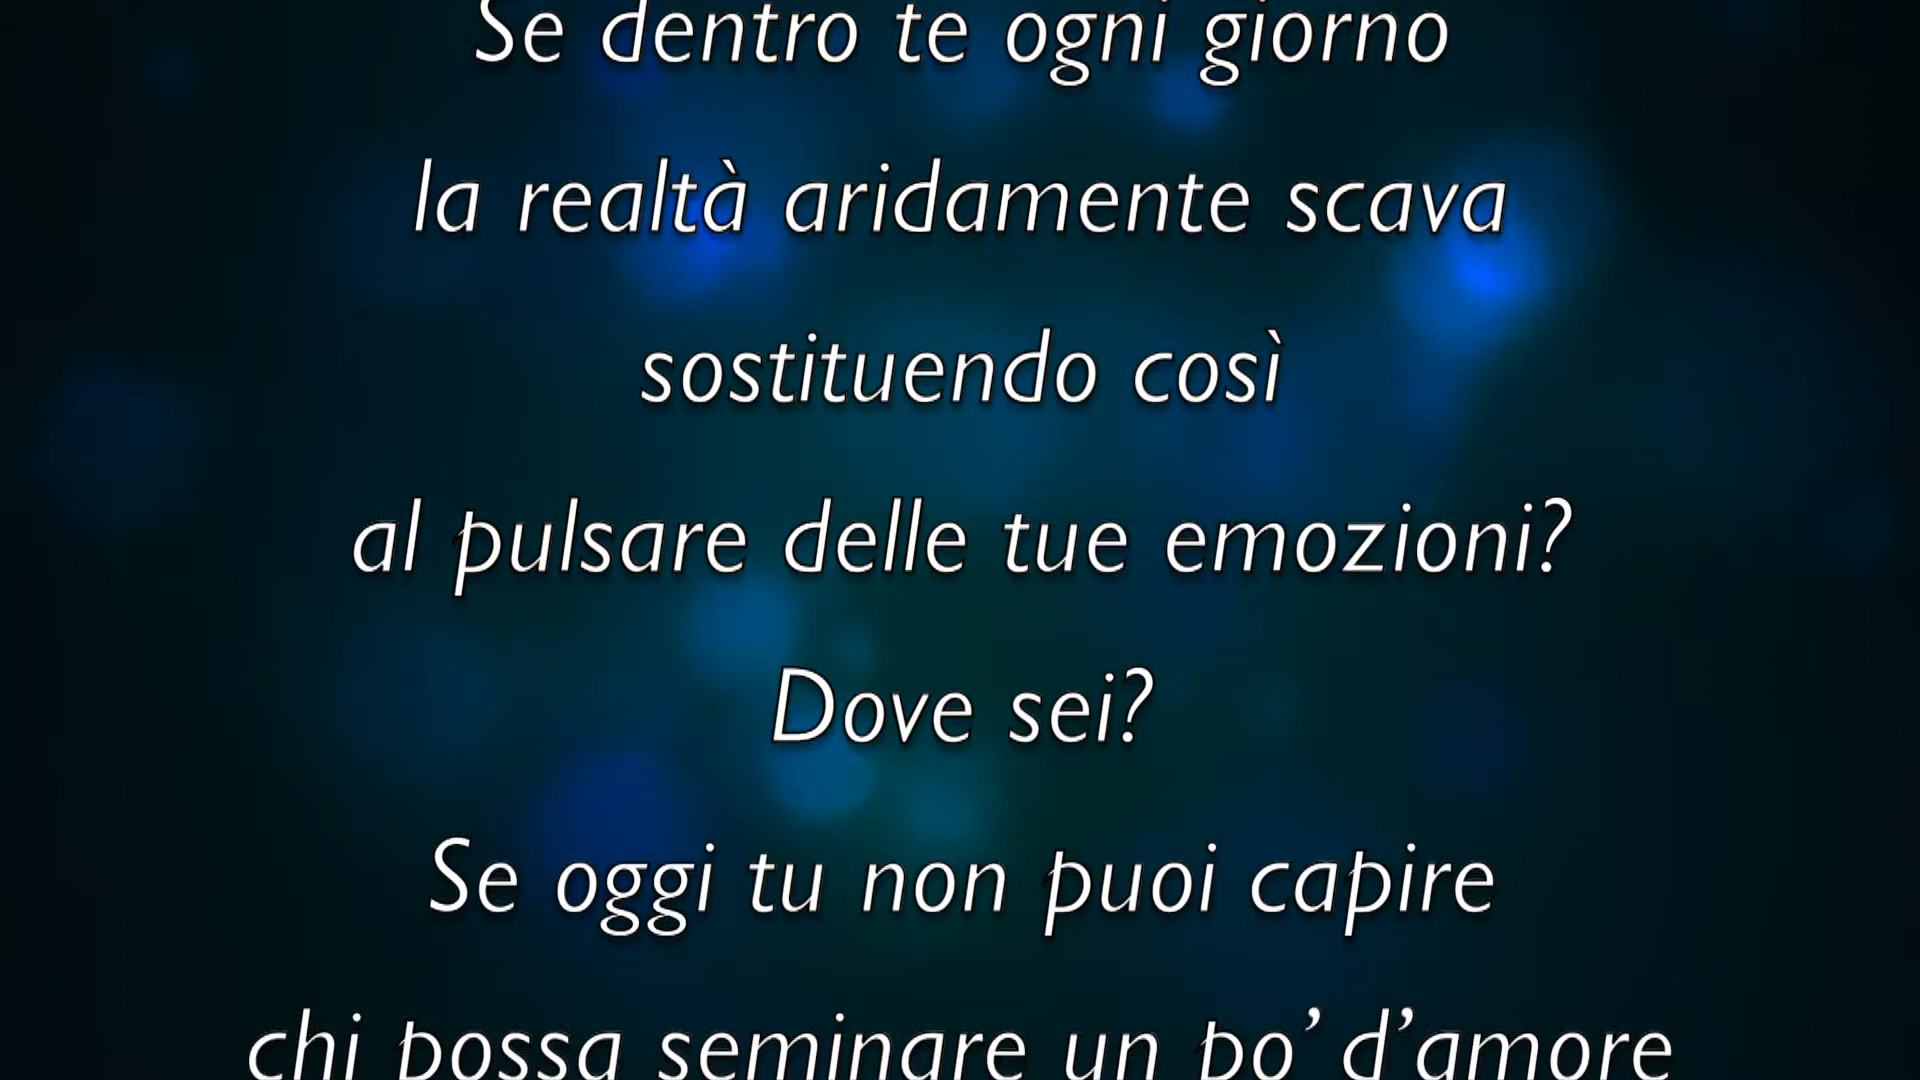 Se dentro te ogni giorno
la realtà aridamente scava
sostituendo così
al pulsare delle tue emozioni?
Dove sei?
Se oggi tu non puoi capire
chi possa seminare un po’ d’amore